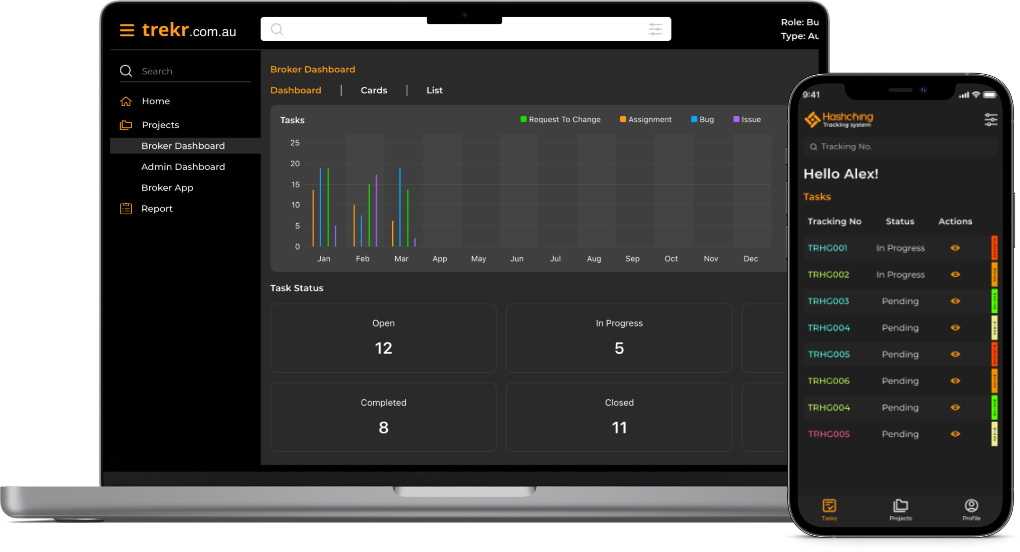 trekr.com.au
Role: Bu
Type: Au
Search
Home
Projects
Broker Dashboard
Admin Dashboard
Broker App
Report
Broker Dashboard
Dashboard | Cards | List
Tasks
Request To Change Assignment Bug Issue
25
20
15
10
5
0
Jan Feb Mar App May Jun Jul Aug Sep Oct Nov Dec
Task Status
Open
12
In Progress
5
Completed
8
Closed
11
9:41
Hashching
Tracking system
Tracking No.
Hello Alex!
Tasks
Tracking No Status Actions
TRHG001 In Progress
TRHG002 In Progress
TRHG003 Pending
TRHG004 Pending
TRHG005 Pending
TRHG006 Pending
TRHG004 Pending
TRHG005 Pending
Tasks Projects Profile